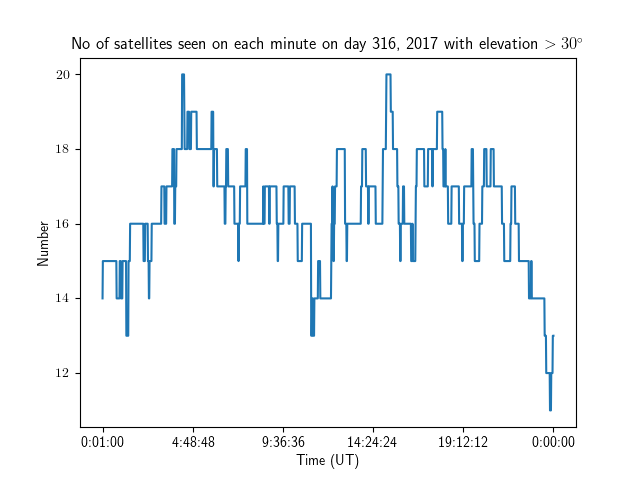 No of satellites seen on each minute on day 316, 2017 with elevation > 30°
20
18
16
14
12
Number
0:01:00 4:48:48 9:36:36 14:24:24 19:12:12 0:00:00
Time (UT)